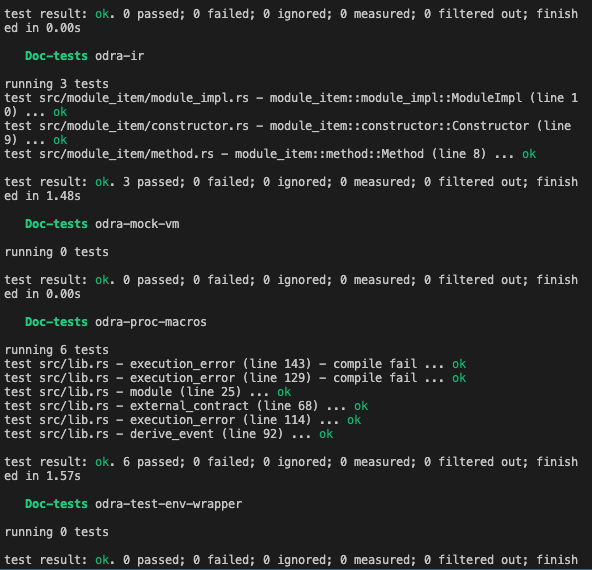 test result: ok. 0 passed; 0 failed; 0 ignored; 0 measured; 0 filtered out; finish
ed in 0.00s
Doc-tests odra-ir
running 3 tests
test src/module_item/module_impl.rs - module_item::module_impl::ModuleImpl (line 1
0) ... ok
test src/module_item/constructor.rs - module_item::constructor::Constructor (line
9) ... ok
test src/module_item/method.rs - module_item::method::Method (line 8) ... ok
test result: ok. 3 passed; 0 failed; 0 ignored; 0 measured; 0 filtered out; finish
ed in 1.48s
Doc-tests odra-mock-vm
running 0 tests
test result: ok. 0 passed; 0 failed; 0 ignored; 0 measured; 0 filtered out; finish
ed in 0.00s
Doc-tests odra-proc-macros
running 6 tests
test src/lib.rs - execution_error (line 143) - compile fail ... ok
test src/lib.rs - execution_error (line 129) - compile fail ... ok
test src/lib.rs - module (line 25) ... ok
test src/lib.rs - external_contract (line 68) ... ok
test src/lib.rs - execution_error (line 114) ... ok
test src/lib.rs - derive_event (line 92) ... ok
test result: ok. 6 passed; 0 failed; 0 ignored; 0 measured; 0 filtered out; finish
ed in 1.57s
Doc-tests odra-test-env-wrapper
running 0 tests
test result: ok. 0 passed; 0 failed; 0 ignored; 0 measured; 0 filtered out; finish